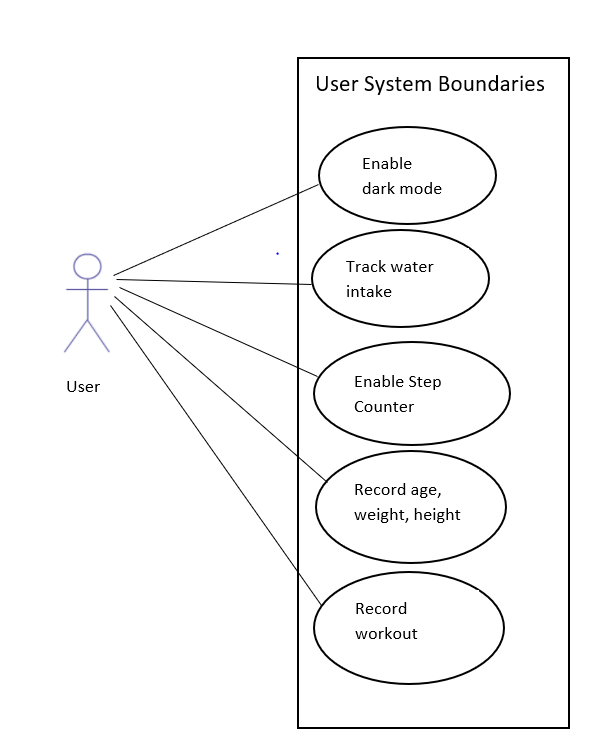 User System Boundaries
Enable
dark mode
Track water
intake
Enable Step
Counter
Record age,
weight, height
Record
workout
User